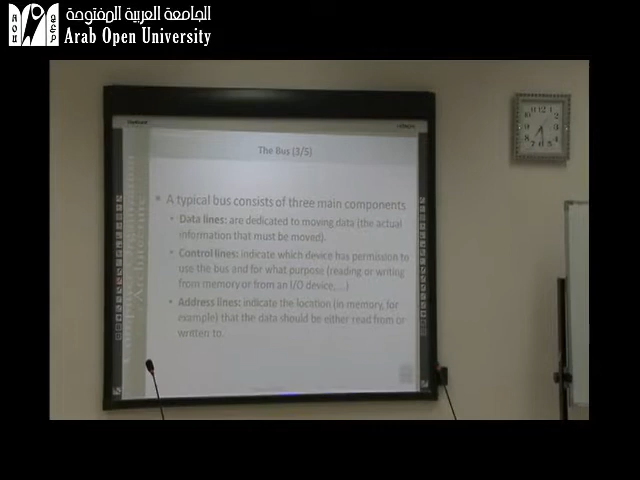 الجامعة العربية المفتوحة
Arab Open University
The Bus (3/5)
• A typical bus consists of three main components
• Data lines: are dedicated to moving data (the actual
information that must be moved).
• Control lines: indicate which device has permission to
use the bus and for what purpose (reading or writing
from memory or from an I/O device,....)
• Address lines: indicate the location (in memory, for
example) that the data should be either read from or
written to.
Computer Organization
& Architecture